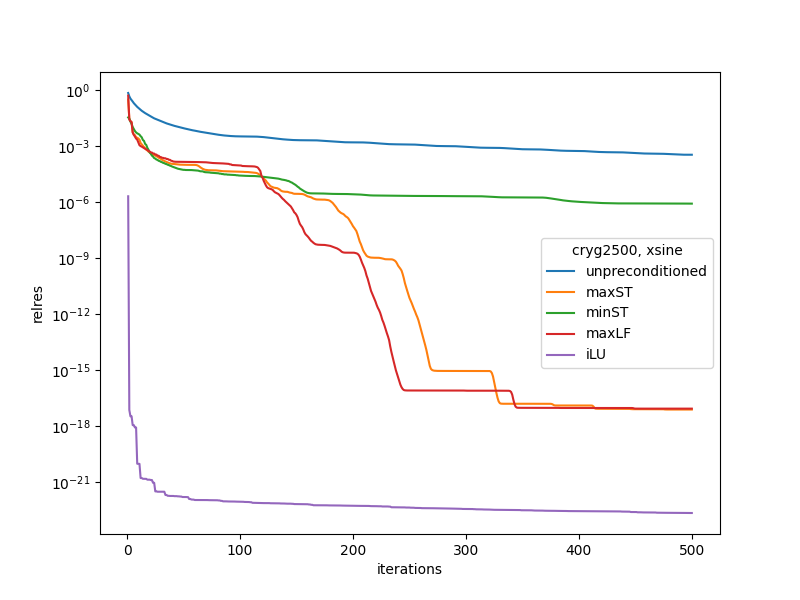 10^0
10^−3
10^−6
10^−9
10^−12
10^−15
10^−18
10^−21
relres
cryg2500, xsine
unpreconditioned
maxST
minST
maxLF
iLU
0 100 200 300 400 500
iterations